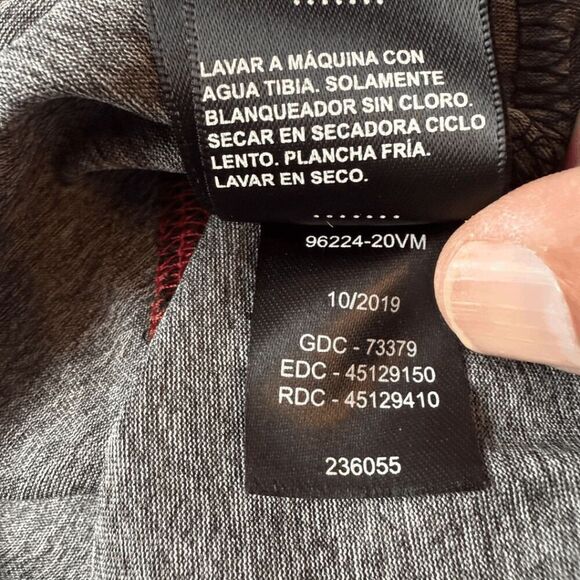 LAVAR A MÁQUINA CON
AGUA TIBIA. SOLAMENTE
BLANQUEADOR SIN CLORO.
SECAR EN SECADORA CICLO
LENTO. PLANCHA FRÍA.
LAVAR EN SECO.
96224-20VM
10/2019
GDC - 73379
EDC - 45129150
RDC - 45129410
236055